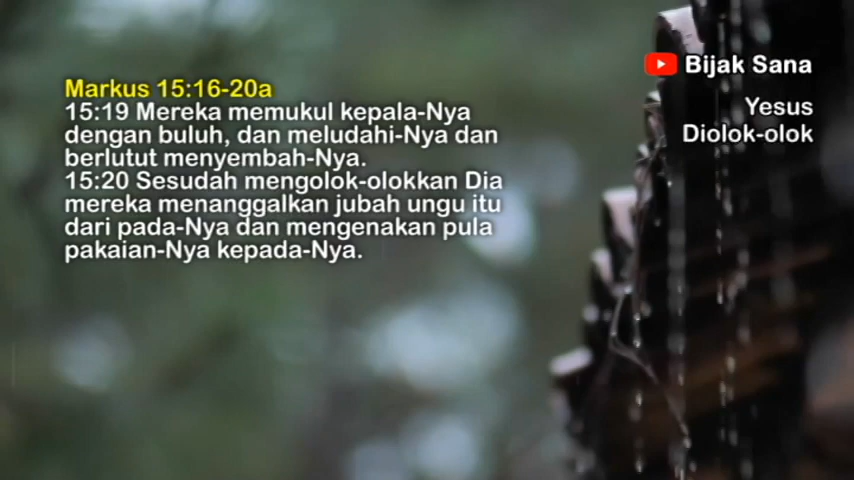 Markus 15:16-20a
15:19 Mereka memukul kepala-Nya
dengan buluh, dan meludahi-Nya dan
berlutut menyembah-Nya.
15:20 Sesudah mengolok-olokkan Dia
mereka menanggalkan jubah ungu itu
dari pada-Nya dan mengenakan pula
pakaian-Nya kepada-Nya.
Bijak Sana
Yesus
Diolok-olok